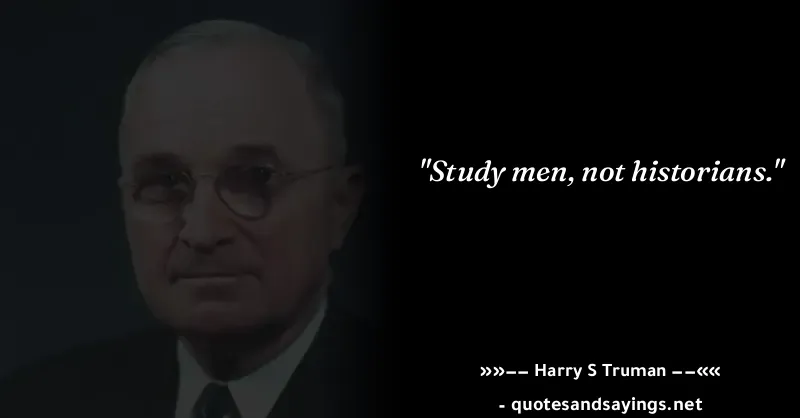 "Study men, not historians."
»»—— Harry S Truman ——««
- quotesandsayings.net